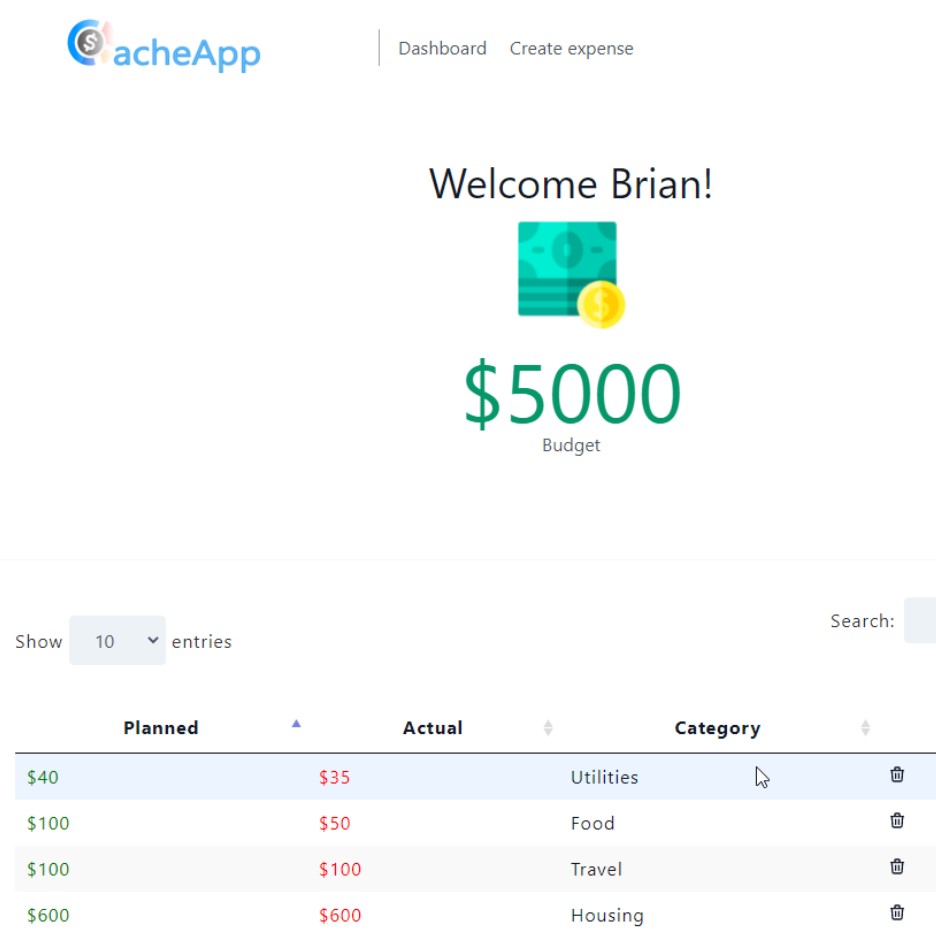 acheApp
Dashboard Create expense
Welcome Brian!
$5000
Budget
Search:
Show 10 entries
Planned Actual Category
$40 $35 Utilities
$100 $50 Food
$100 $100 Travel
$600 $600 Housing